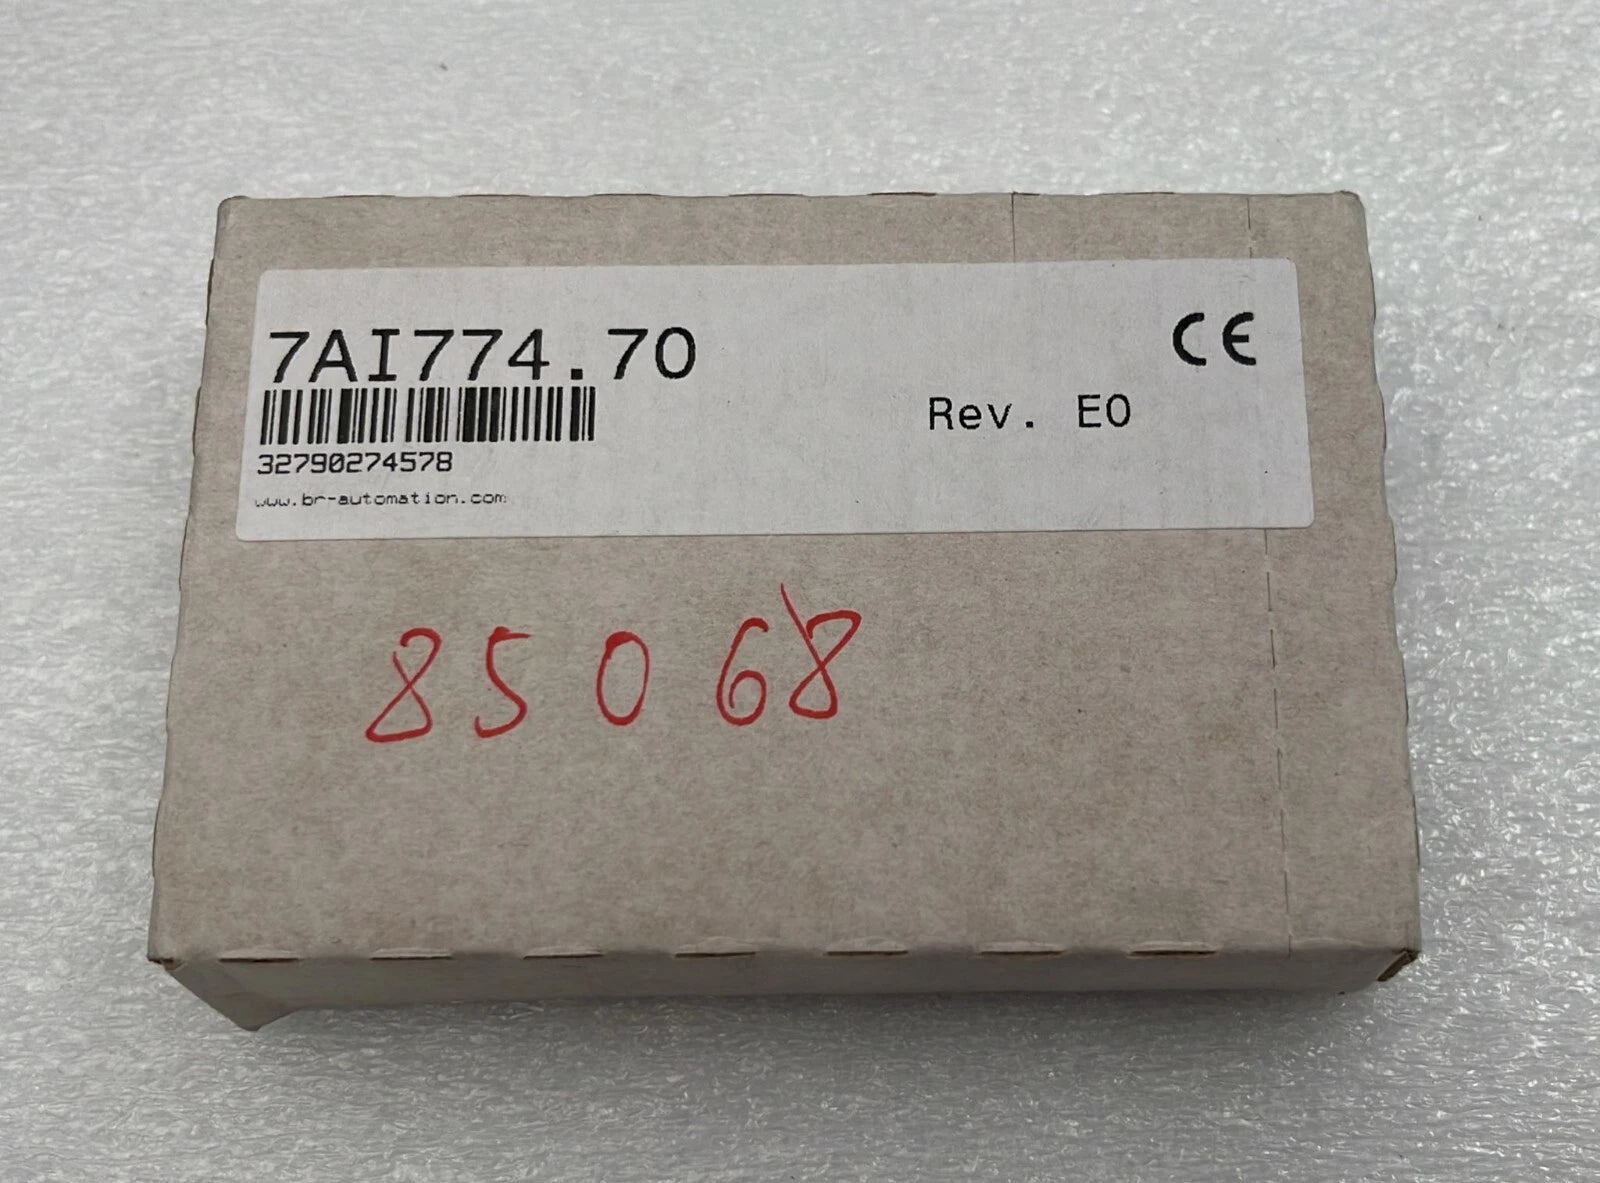 7AI774.70
CE
Rev. E0
32790274578
www.br-automation.com
85068